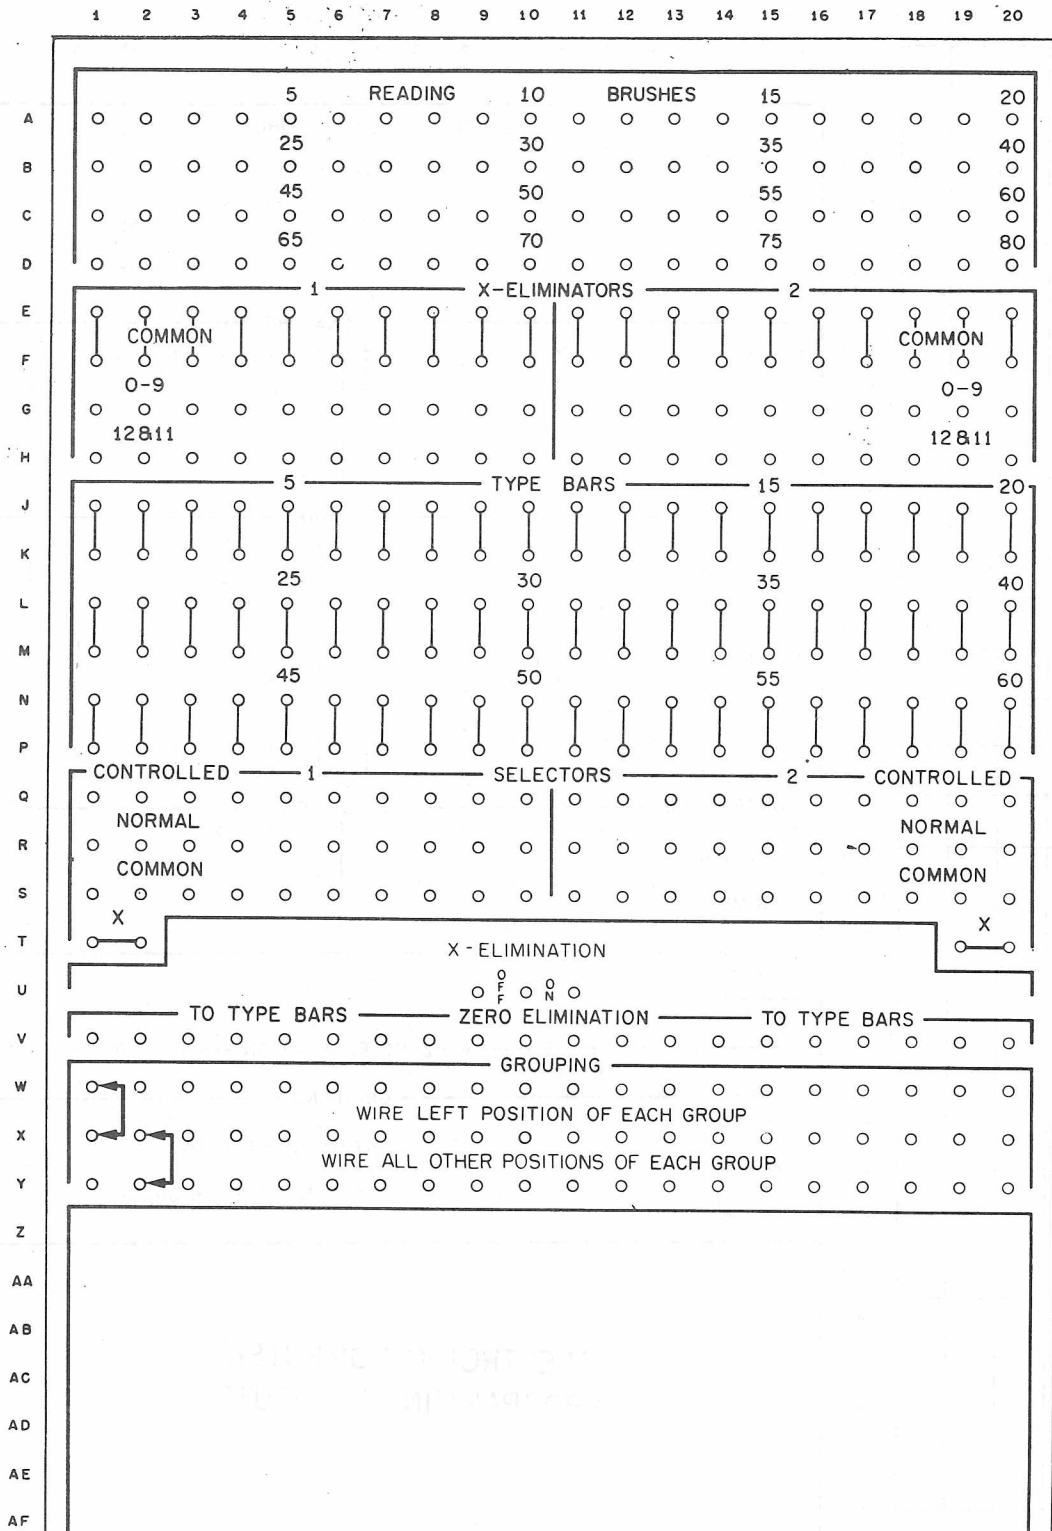 1 2 3 4 5 6 7 8 9 10 11 12 13 14 15 16 17 18 19 20
5 READING 10 BRUSHES 15 20
A
25 30 35 40
B
45 50 55 60
C
65 70 75 80
D
1 X-ELIMINATORS 2
E
COMMON COMMON
F
0-9 0-9
G
12&11 12&11
H
5 TYPE BARS 15 20
J
K
25 30 35 40
L
M
45 50 55 60
N
P
CONTROLLED 1 SELECTORS 2 CONTROLLED
Q
NORMAL NORMAL
R
COMMON COMMON
S
X X
T
X-ELIMINATION
U OFF ON
TO TYPE BARS ZERO ELIMINATION TO TYPE BARS
V
GROUPING
W
WIRE LEFT POSITION OF EACH GROUP
X
WIRE ALL OTHER POSITIONS OF EACH GROUP
Y
Z
AA
AB
AC
AD
AE
AF